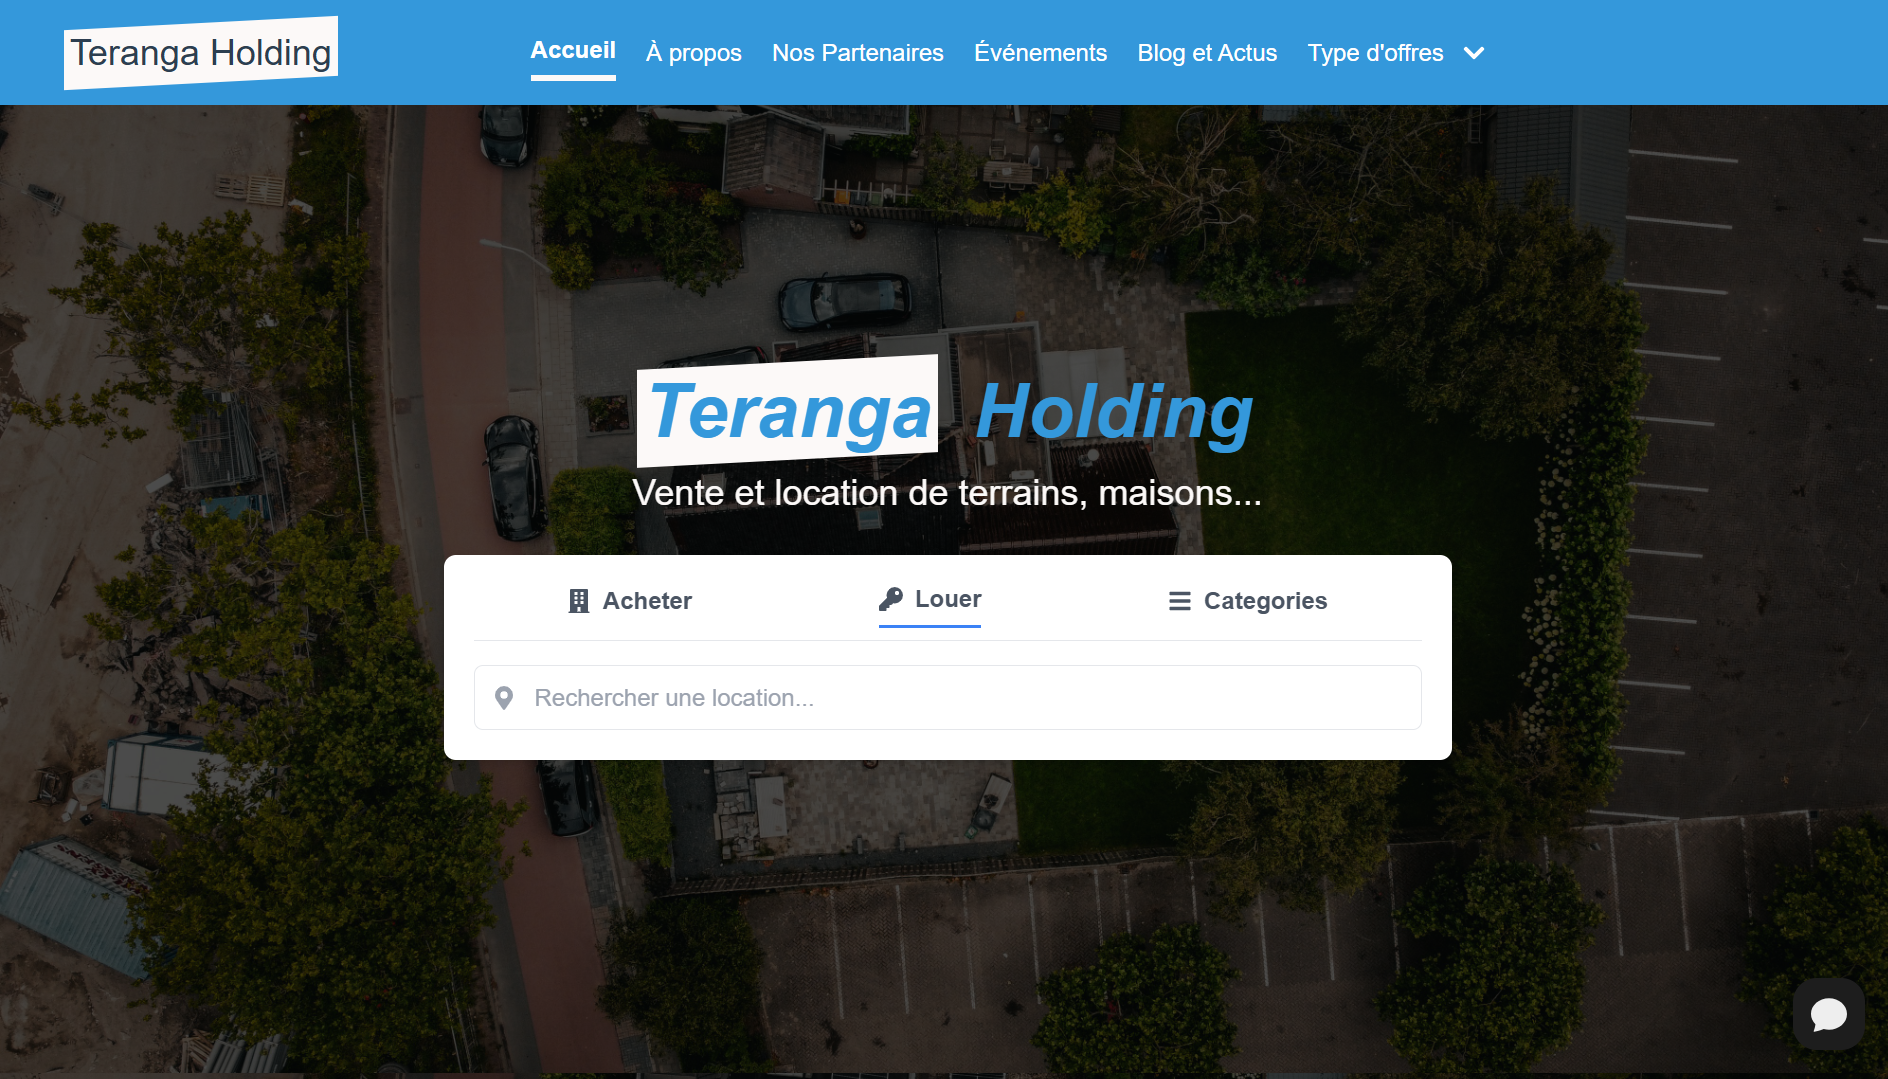 Teranga Holding
Accueil
À propos
Nos Partenaires
Événements
Blog et Actus
Type d'offres
Teranga Holding
Vente et location de terrains, maisons...
Acheter
Louer
Categories
Rechercher une location...